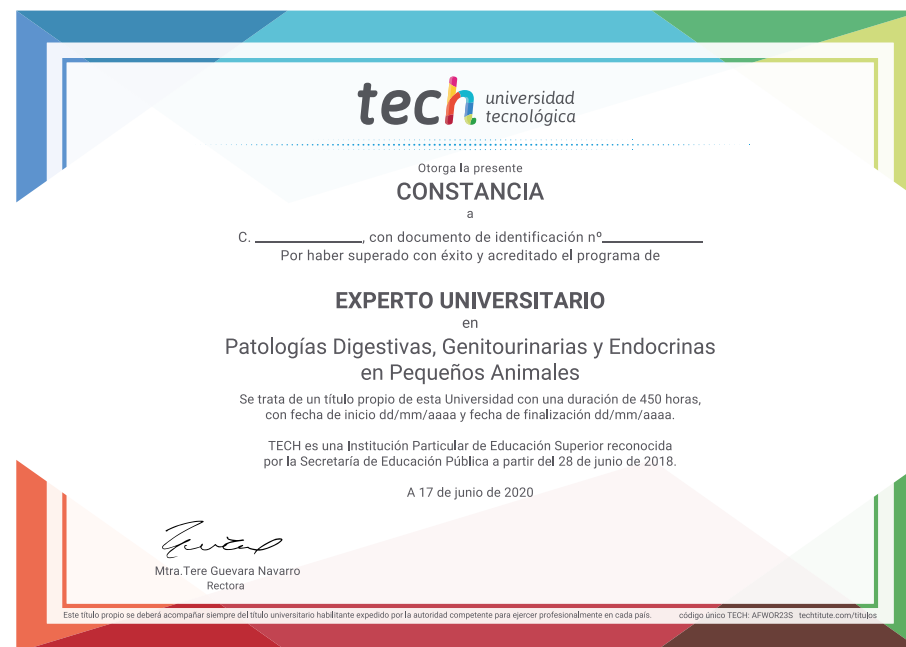 tech universidad
tecnológica
Otorga la presente
CONSTANCIA
a
C. ____________, con documento de identificación nº____________
Por haber superado con éxito y acreditado el programa de
EXPERTO UNIVERSITARIO
en
Patologías Digestivas, Genitourinarias y Endocrinas
en Pequeños Animales
Se trata de un título propio de esta Universidad con una duración de 450 horas,
con fecha de inicio dd/mm/aaaa y fecha de finalización dd/mm/aaaa.
TECH es una Institución Particular de Educación Superior reconocida
por la Secretaría de Educación Pública a partir del 28 de junio de 2018.
A 17 de junio de 2020
Mtra.Tere Guevara Navarro
Rectora
Este título propio se deberá acompañar siempre del título universitario habilitante expedido por la autoridad competente para ejercer profesionalmente en cada país. código único TECH: AFWOR23S techtitute.com/titulos